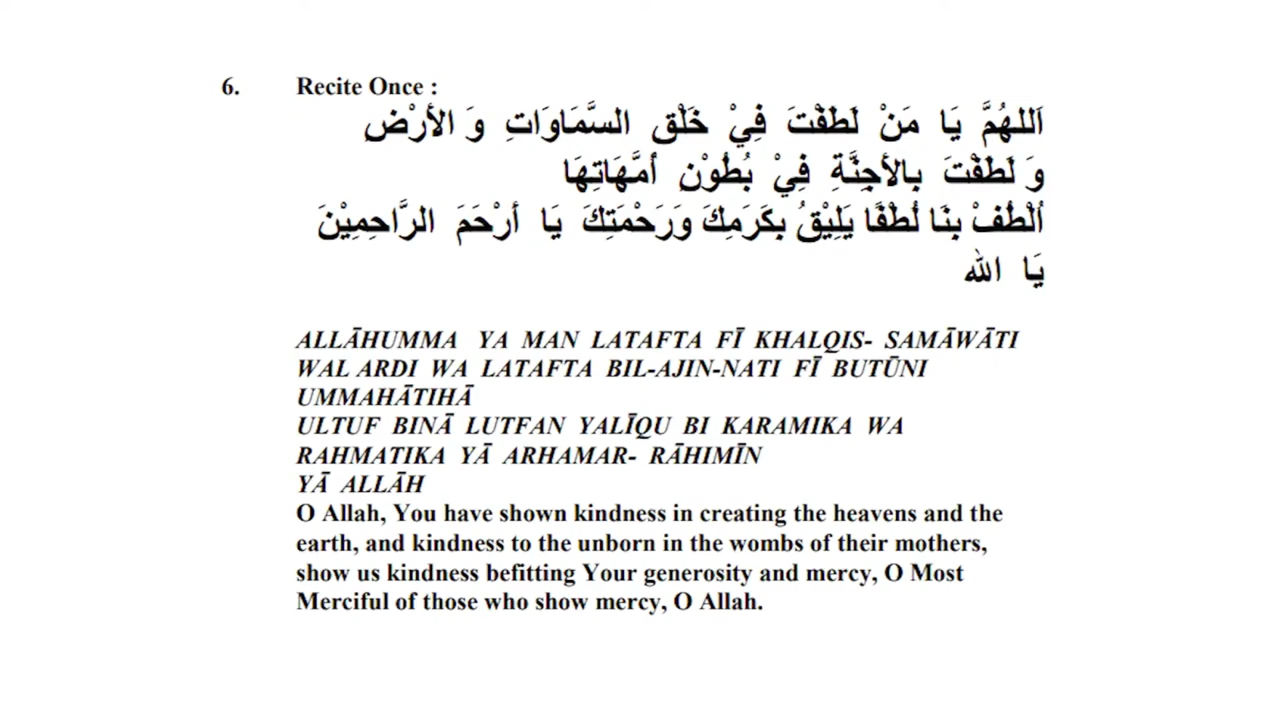 6. Recite Once :
اَللهُمَّ يَا مَنْ لَطَفْتَ فِيْ خَلْقِ السَّمَاوَاتِ وَ الأَرْضِ
وَ لَطَفْتَ بِالأَجِنَّةِ فِيْ بُطُوْنِ أُمَّهَاتِهَا
اُلْطُفْ بِنَا لُطْفًا يَلِيْقُ بِكَرَمِكَ وَرَحْمَتِكَ يَا أَرْحَمَ الرَّاحِمِيْنَ
يَا الله
ALLĀHUMMA YA MAN LATAFTA FĪ KHALQIS- SAMĀWĀTI
WAL ARDI WA LATAFTA BIL-AJIN-NATI FĪ BUTŪNI
UMMAHĀTIHĀ
ULTUF BINĀ LUTFAN YALĪQU BI KARAMIKA WA
RAHMATIKA YĀ ARHAMAR- RĀHIMĪN
YĀ ALLĀH
O Allah, You have shown kindness in creating the heavens and the
earth, and kindness to the unborn in the wombs of their mothers,
show us kindness befitting Your generosity and mercy, O Most
Merciful of those who show mercy, O Allah.